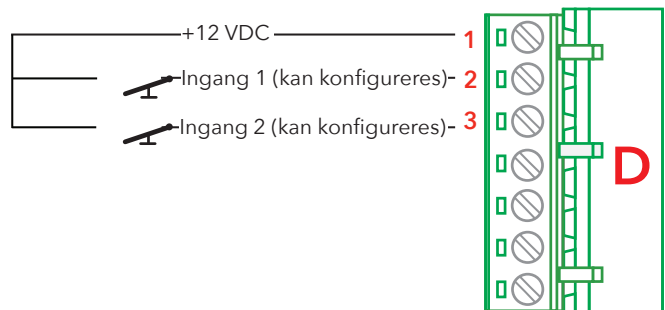 +12 VDC 1
Ingang 1 (kan konfigureres) 2
Ingang 2 (kan konfigureres) 3
D